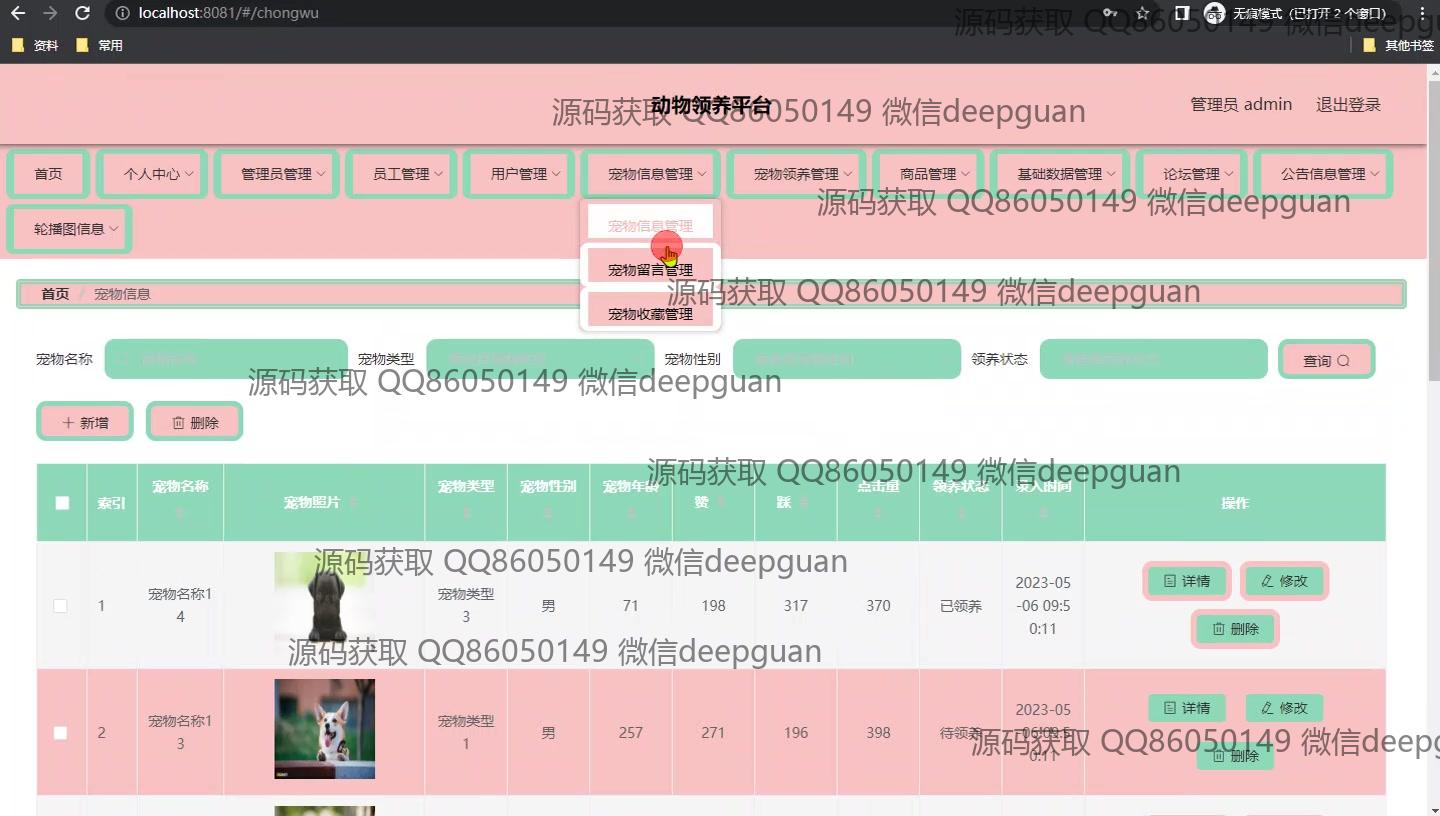 localhost:8081/#/chongwu
无痕模式（已打开 2 个窗口）
资料 常用 其他书签
源码获取 QQ86050149 微信deepgu
动物领养平台
管理员 admin 退出登录
源码获取 QQ86050149 微信deepguan
首页 个人中心 管理员管理 员工管理 用户管理 宠物信息管理 宠物领养管理 商品管理 基础数据管理 论坛管理 公告信息管理
源码获取 QQ86050149 微信deepguan
轮播图信息
宠物信息管理
宠物留言管理
宠物收藏管理
首页 / 宠物信息
源码获取 QQ86050149 微信deepguan
宠物名称 宠物类型 宠物性别 领养状态 查询
源码获取 QQ86050149 微信deepguan
新增 删除
源码获取 QQ86050149 微信deepguan
索引 宠物名称 宠物照片 宠物类型 宠物性别 宠物年龄 赞 踩 点击量 领养状态 录入时间 操作
源码获取 QQ86050149 微信deepguan
1 宠物名称1 宠物类型 男 71 198 317 370 已领养 2023-05 详情 修改
4 3 -06 09:5
0:11 删除
源码获取 QQ86050149 微信deepguan
2 宠物名称1 宠物类型 男 257 271 196 398 待领养 2023-05 详情 修改
3 1 -06 09:5
0:11 删除
源码获取 QQ86050149 微信deepg